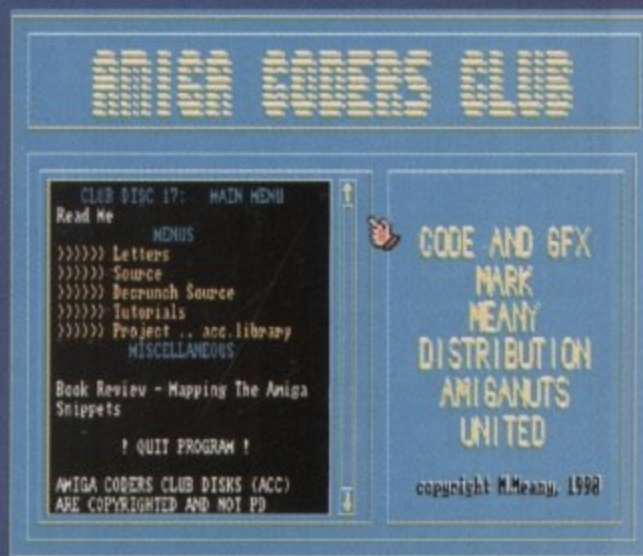 AMIGA CODERS CLUB
CLUB DISC 17: MAIN MENU
Read Me
MENUS
>>>>>> Letters
>>>>>> Source
>>>>>> Decrunch Source
>>>>>> Tutorials
>>>>>> Project .. acc.library
MISCELLANEOUS
Book Review - Mapping The Amiga
Snippets
! QUIT PROGRAM !
AMIGA CODERS CLUB DISKS (ACC)
ARE COPYRIGHTED AND NOT PD
CODE AND GFX
MARK
MEANY
DISTRIBUTION
AMIGANUTS
UNITED
copyright M.Meany, 1990